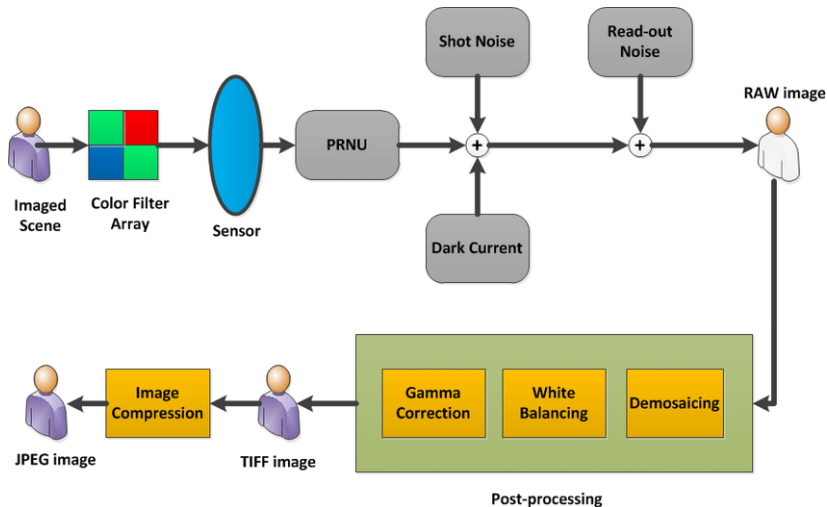 Shot Noise
Read-out
Noise
RAW image
PRNU
+
+
Imaged
Scene
Color Filter
Array
Sensor
Dark Current
Image
Compression
Gamma
Correction
White
Balancing
Demosaicing
JPEG image
TIFF image
Post-processing